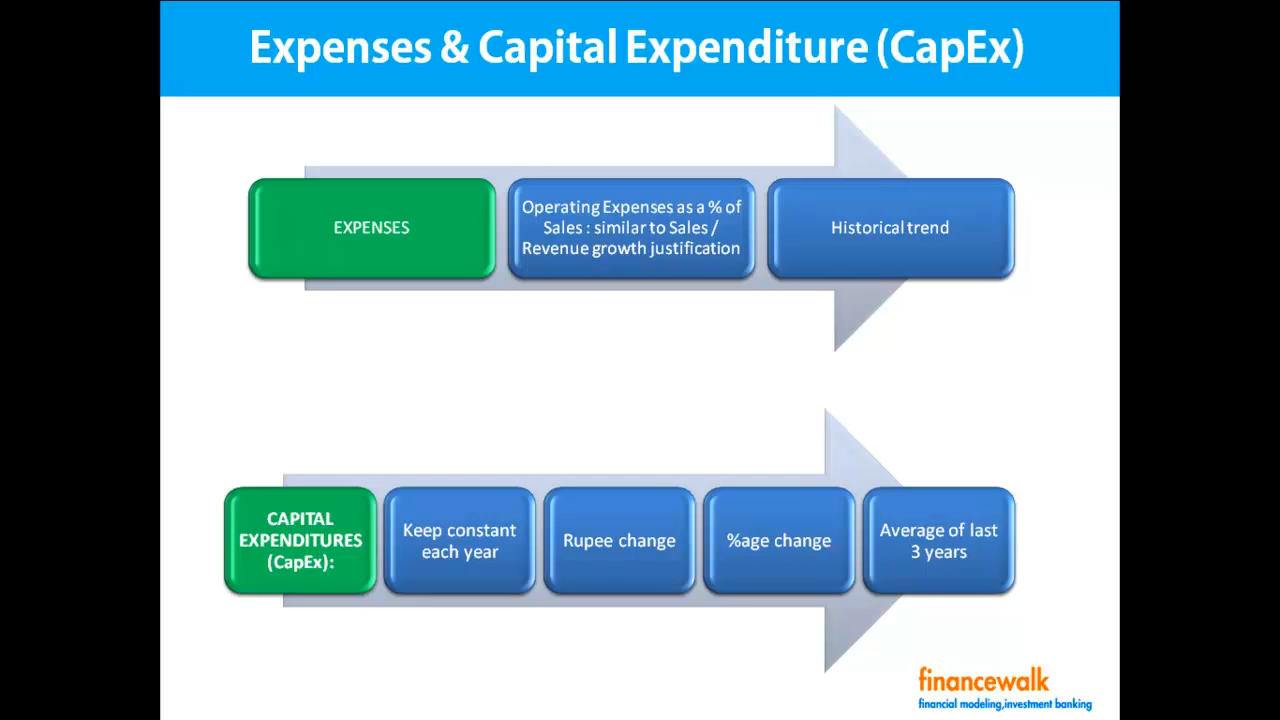 Expenses & Capital Expenditure (CapEx)
EXPENSES
Operating Expenses as a % of
Sales : similar to Sales /
Revenue growth justification
Historical trend
CAPITAL
EXPENDITURES
(CapEx):
Keep constant
each year
Rupee change
%age change
Average of last
3 years
financewalk
financial modeling,investment banking